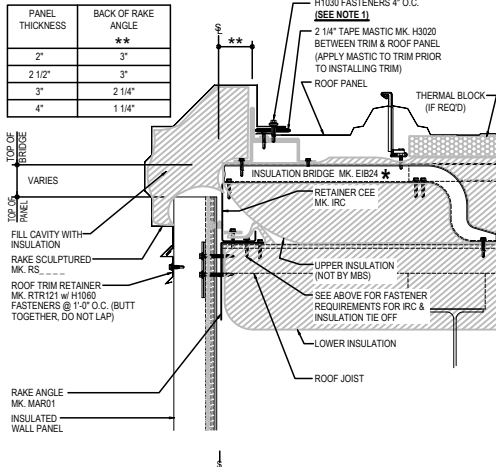 PANEL THICKNESS
BACK OF RAKE ANGLE
**
2" 3"
2 1/2" 3"
3" 2 1/4"
4" 1 1/4"
H1030 FASTENERS 4" O.C.
(SEE NOTE 1)
**
2 1/4" TAPE MASTIC MK. H3020
BETWEEN TRIM & ROOF PANEL
(APPLY MASTIC TO TRIM PRIOR
TO INSTALLING TRIM)
ROOF PANEL
THERMAL BLOCK
(IF REQ'D)
TOP OF
BRIDGE
VARIES
TOP OF
PANEL
INSULATION BRIDGE MK. EIB24 *
RETAINER CEE
MK. IRC
FILL CAVITY WITH
INSULATION
RAKE SCULPTURED
MK. RS_ _ _ _
ROOF TRIM RETAINER
MK. RTR121 w/ H1060
FASTENERS @ 1'-0" O.C. (BUTT
TOGETHER, DO NOT LAP)
UPPER INSULATION
(NOT BY MBS)
SEE ABOVE FOR FASTENER
REQUIREMENTS FOR IRC &
INSULATION TIE OFF
LOWER INSULATION
ROOF JOIST
RAKE ANGLE
MK. MAR01
INSULATED
WALL PANEL